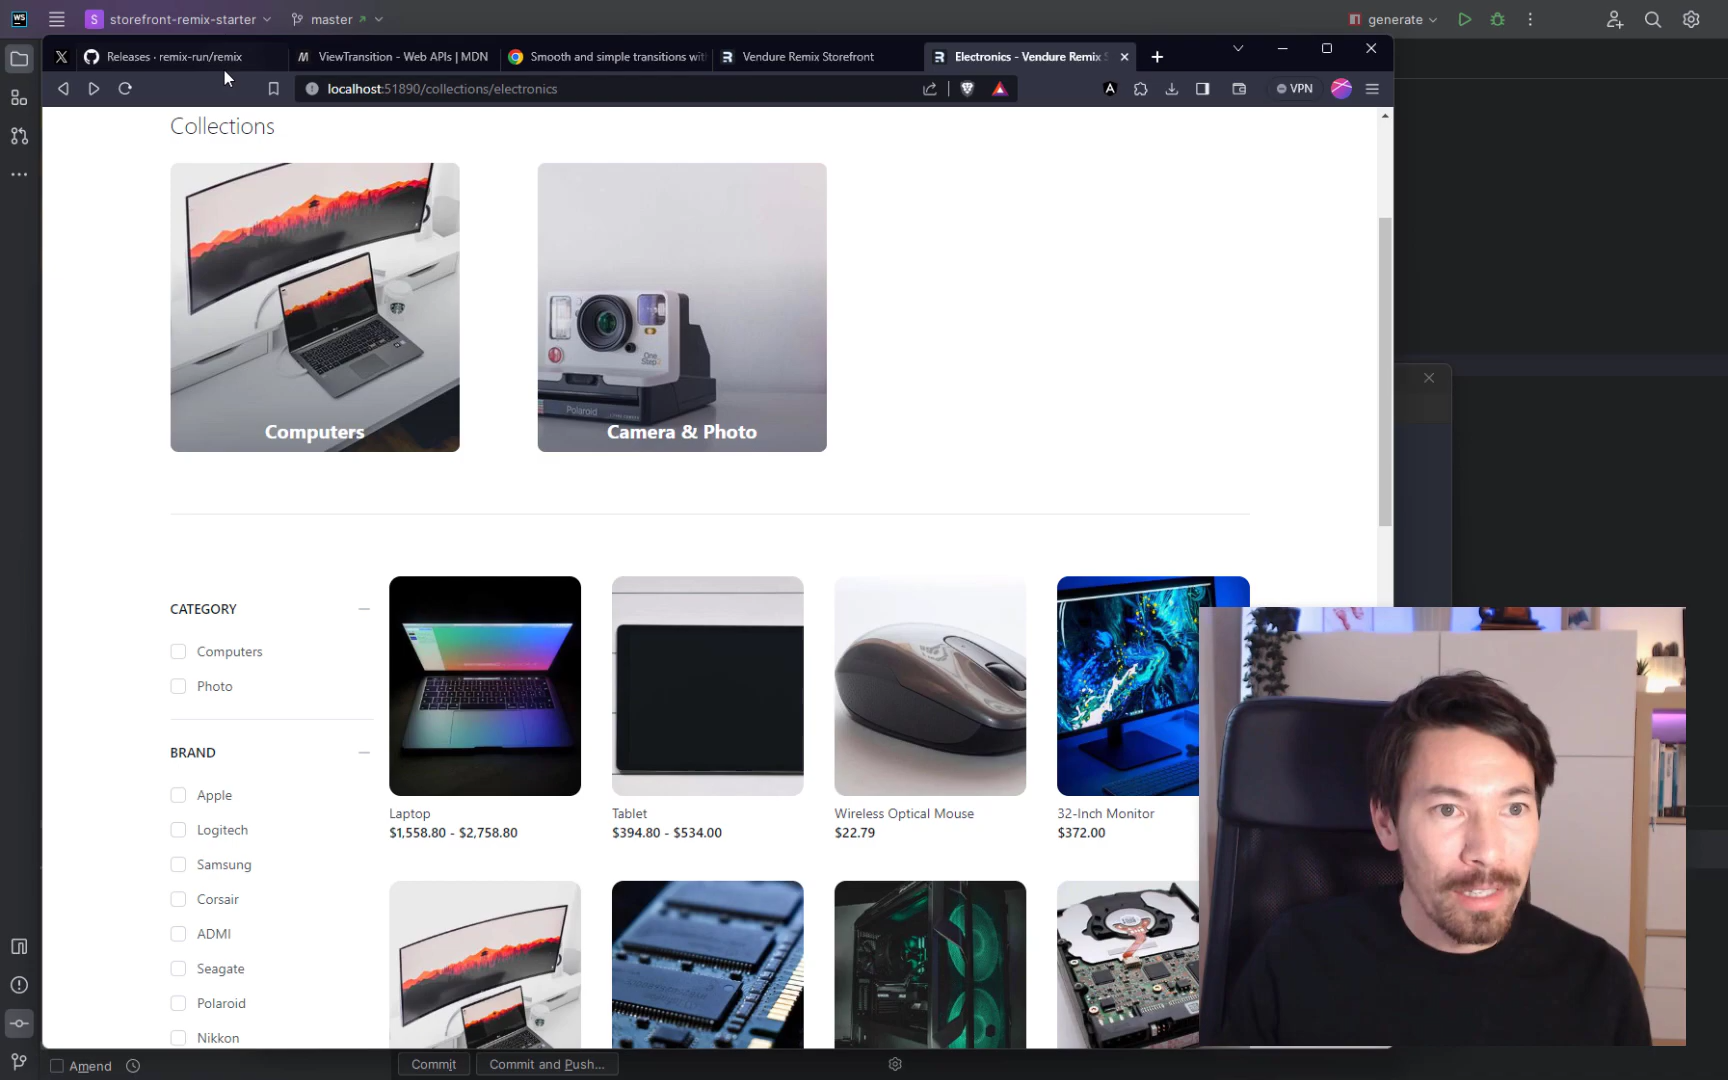 WS
S storefront-remix-starter
master
generate
X
Releases · remix-run/remix
ViewTransition - Web APIs | MDN
Smooth and simple transitions wit
Vendure Remix Storefront
Electronics - Vendure Remix S
localhost:51890/collections/electronics
VPN
Collections
OneStep2
Polaroid
Computers
Camera & Photo
CATEGORY
Computers
Photo
BRAND
Apple
Logitech
Samsung
Corsair
ADMI
Seagate
Polaroid
Nikkon
Laptop
$1,558.80 - $2,758.80
Tablet
$394.80 - $534.00
Wireless Optical Mouse
$22.79
32-Inch Monitor
$372.00
Amend
Commit
Commit and Push...